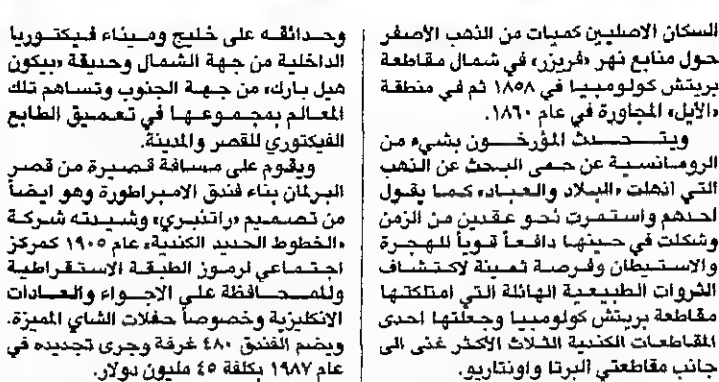 السكان الاصليين كميات من الذهب الأصفر
حول منابع نهر «فريزر» في شمال مقاطعة
بريتش كولومبيا في ١٨٥٨ ثم في منطقة
«الأيل» المجاورة في عام ١٨٦٠.
ويتحدث المؤرخون بشيء من
الرومانسية عن حمى البحث عن الذهب
التي اذهلت «البلاد والعباد» كما يقول
احدهم واستمرت نحو عقدين من الزمن
وشكلت في حينها دافعاً قوياً للهجرة
والاستيطان وفرصة ثمينة لاكتشاف
الثروات الطبيعية الهائلة التي امتلكتها
مقاطعة بريتش كولومبيا وجعلتها احدى
المقاطعات الكندية الثلاث الأكثر غنى الى
جانب مقاطعتي البرتا واونتاريو.
وحدائقه على خليج وميناء فيكتوريا
الداخلية من جهة الشمال وحديقة «بيكون
هيل بارك» من جهة الجنوب وتساهم تلك
المعالم بمجموعها في تعميق الطابع
الفيكتوري للقصر والمدينة.
ويقوم على مسافة قصيرة من قصر
البرلمان بناء فندق الامبراطورة وهو ايضاً
من تصميم «راتنبري» وشيدته شركة
«الخطوط الحديد الكندية» عام ١٩٠٥ كمركز
اجتماعي لرموز الطبقة الاستقراطية
وللمحافظة على الاجواء والعادات
الانكليزية وخصوصاً حفلات الشاي المميزة.
ويضم الفندق ٤٨٠ غرفة وجرى تجديده في
عام ١٩٨٧ بكلفة ٤٥ مليون دولار.